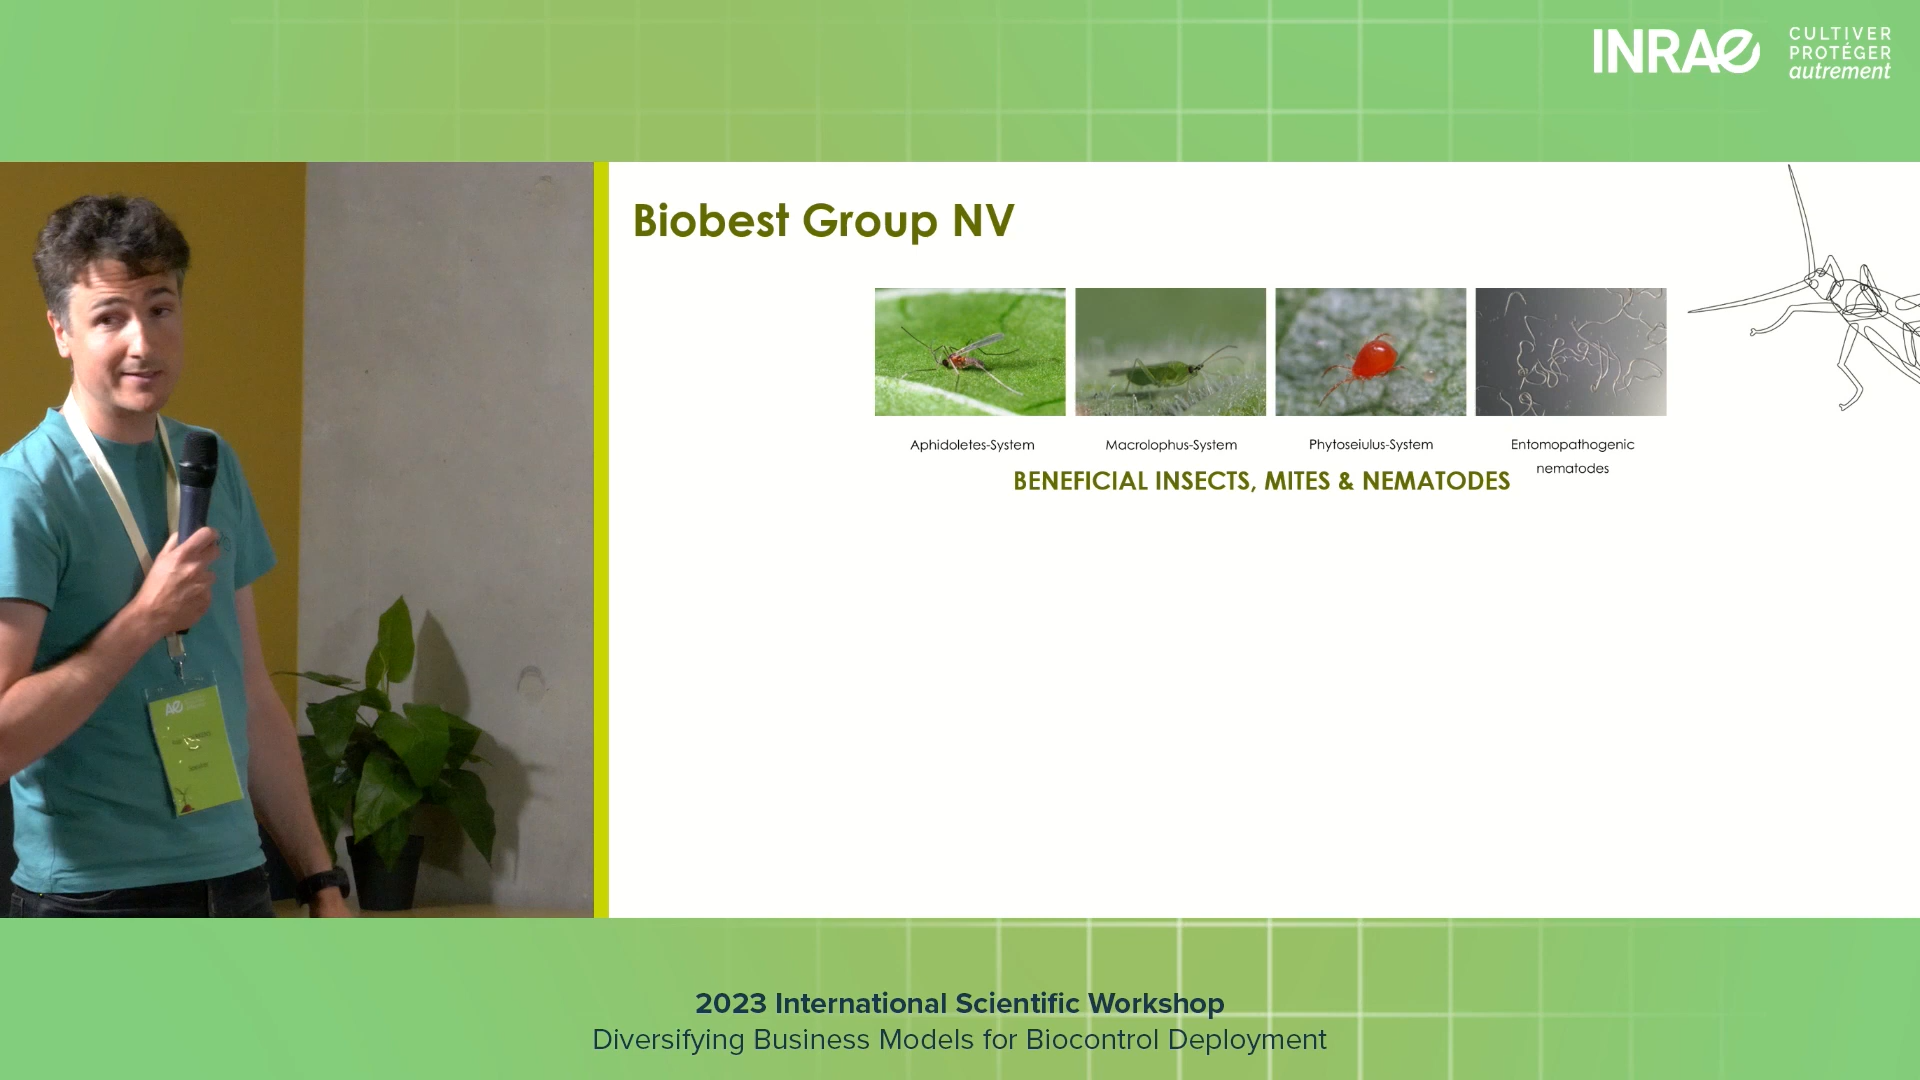 INRAE
CULTIVER
PROTÉGER
autrement
Biobest Group NV
Aphidoletes-System
Macrolophus-System
Phytoseiulus-System
Entomopathogenic
nematodes
BENEFICIAL INSECTS, MITES & NEMATODES
Speaker
2023 International Scientific Workshop
Diversifying Business Models for Biocontrol Deployment